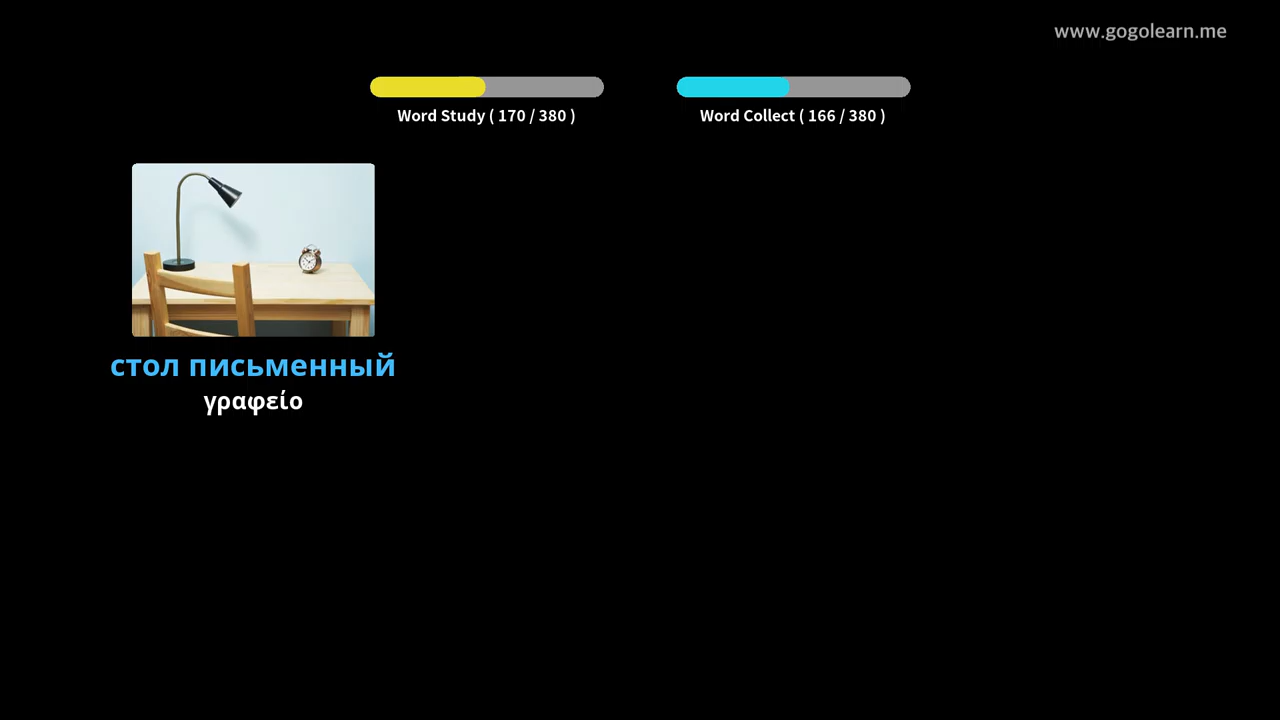 www.gogolearn.me
Word Study ( 170 / 380 )
Word Collect ( 166 / 380 )
стол письменный
γραφείο